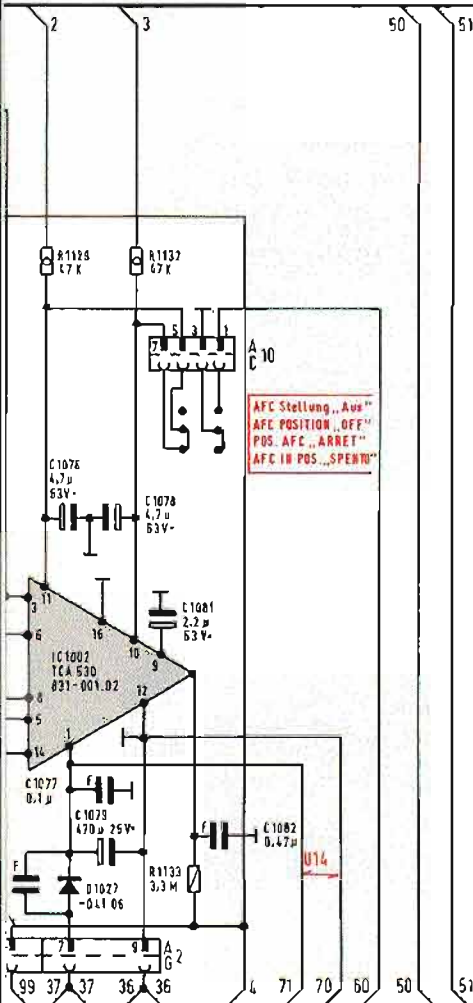 2 3 50 51
R1129 R1132
47K 47K
7 5 3 1
A 10
C
AFC Stellung „Aus"
AFC POSITION „OFF"
POS. AFC „ARRET"
AFC IN POS. „SPENTO"
C1076
4,7µ
63V-
C1078
4,7µ
63V-
C1081
2,2µ
63V-
3 11
16
6 10
9
IC1002
TCA 530
831-001.02
12
8
5
1
14
C1077
0,1µ
F
C1079
470µ 25V-
F C1082
0,47µ
U14
F
D1027
-041.06
R1133
3,3M
7 9 A 2
G
99 37 37 36 36 4 71 70 60 50 51